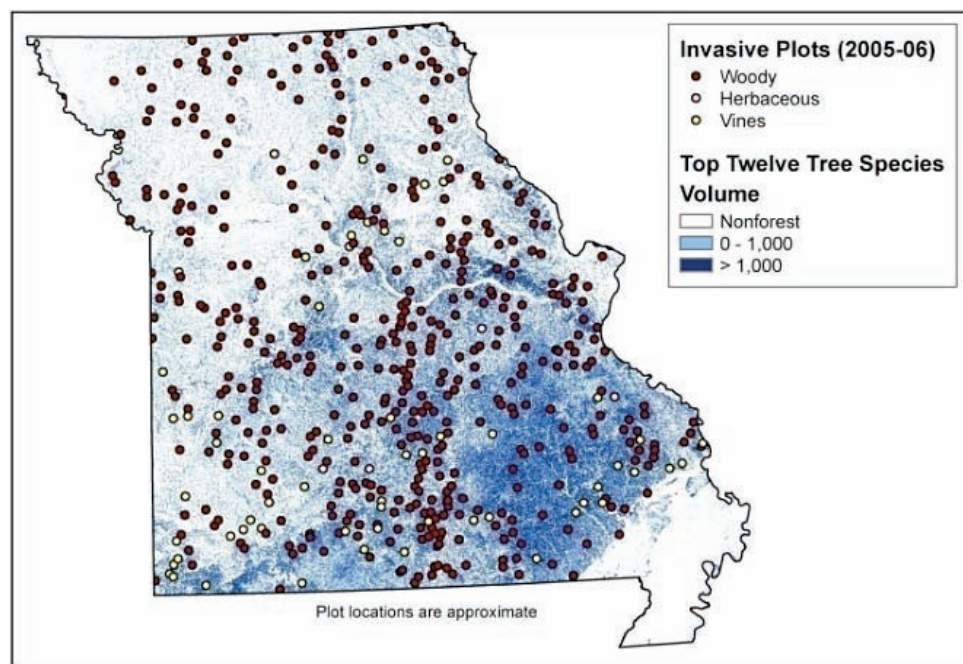 Invasive Plots (2005-06)
Woody
Herbaceous
Vines
Top Twelve Tree Species
Volume
Nonforest
0 - 1,000
> 1,000
Plot locations are approximate